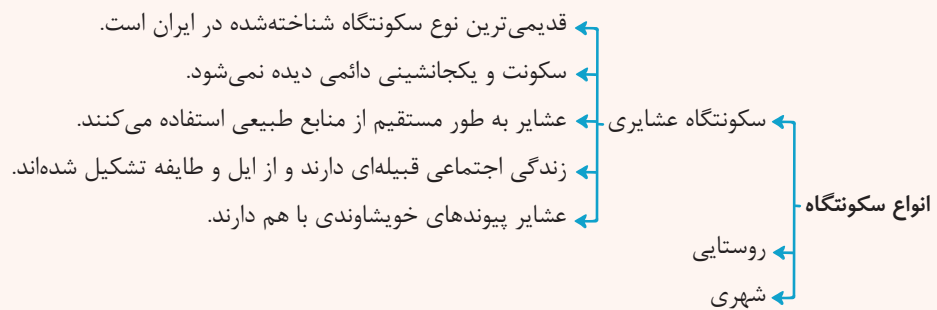 انواع سکونتگاه
سکونتگاه عشایری
قدیمی‌ترین نوع سکونتگاه شناخته‌شده در ایران است.
سکونت و یکجانشینی دائمی دیده نمی‌شود.
عشایر به طور مستقیم از منابع طبیعی استفاده می‌کنند.
زندگی اجتماعی قبیله‌ای دارند و از ایل و طایفه تشکیل شده‌اند.
عشایر پیوندهای خویشاوندی با هم دارند.
روستایی
شهری